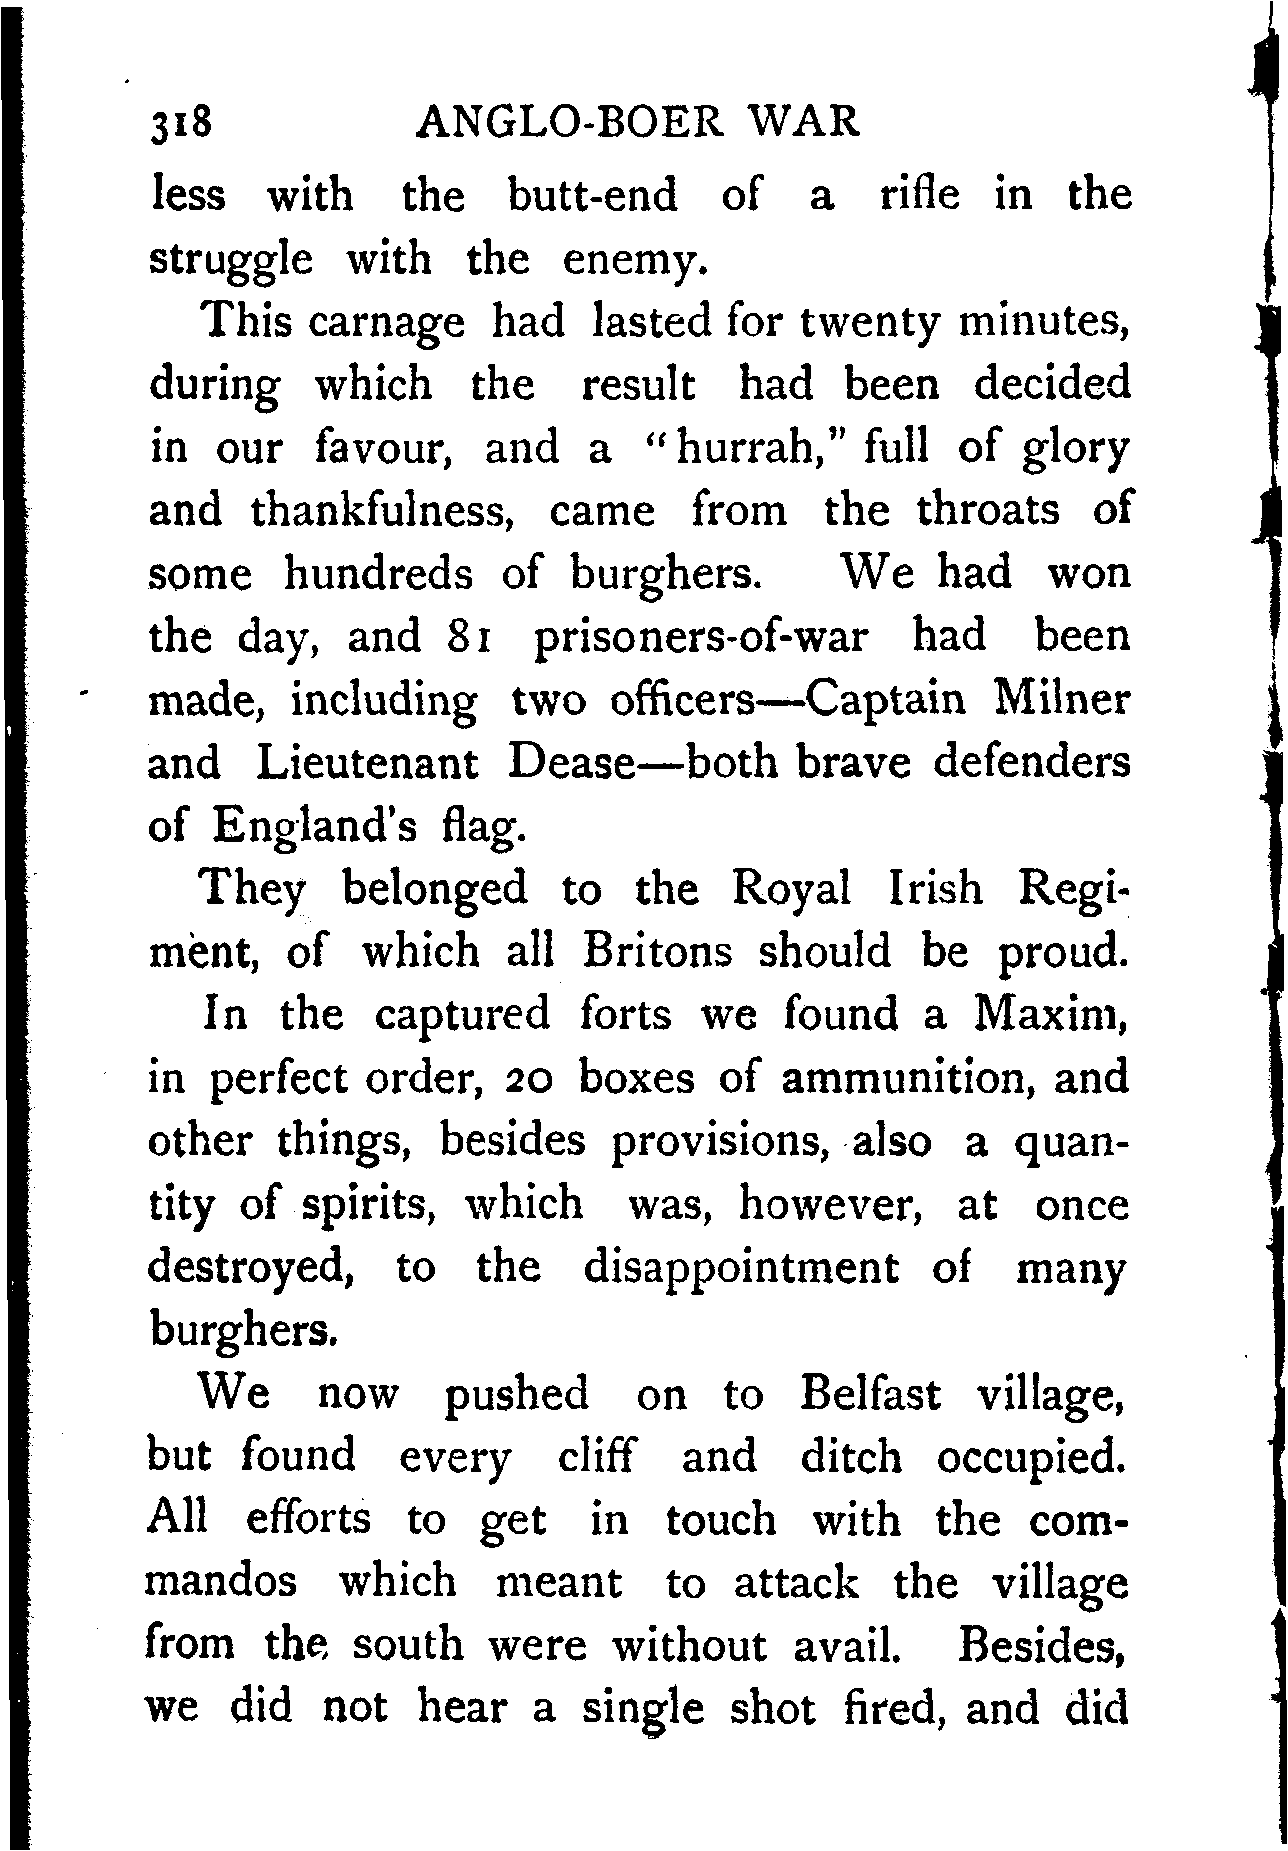 318 ANGLO-BOER WAR
less with the butt-end of a rifle in the
struggle with the enemy.
This carnage had lasted for twenty minutes,
during which the result had been decided
in our favour, and a "hurrah," full of glory
and thankfulness, came from the throats of
some hundreds of burghers. We had won
the day, and 81 prisoners-of-war had been
made, including two officers—Captain Milner
and Lieutenant Dease—both brave defenders
of England's flag.
They belonged to the Royal Irish Regi-
ment, of which all Britons should be proud.
In the captured forts we found a Maxim,
in perfect order, 20 boxes of ammunition, and
other things, besides provisions, also a quan-
tity of spirits, which was, however, at once
destroyed, to the disappointment of many
burghers.
We now pushed on to Belfast village,
but found every cliff and ditch occupied.
All efforts to get in touch with the com-
mandos which meant to attack the village
from the south were without avail. Besides,
we did not hear a single shot fired, and did